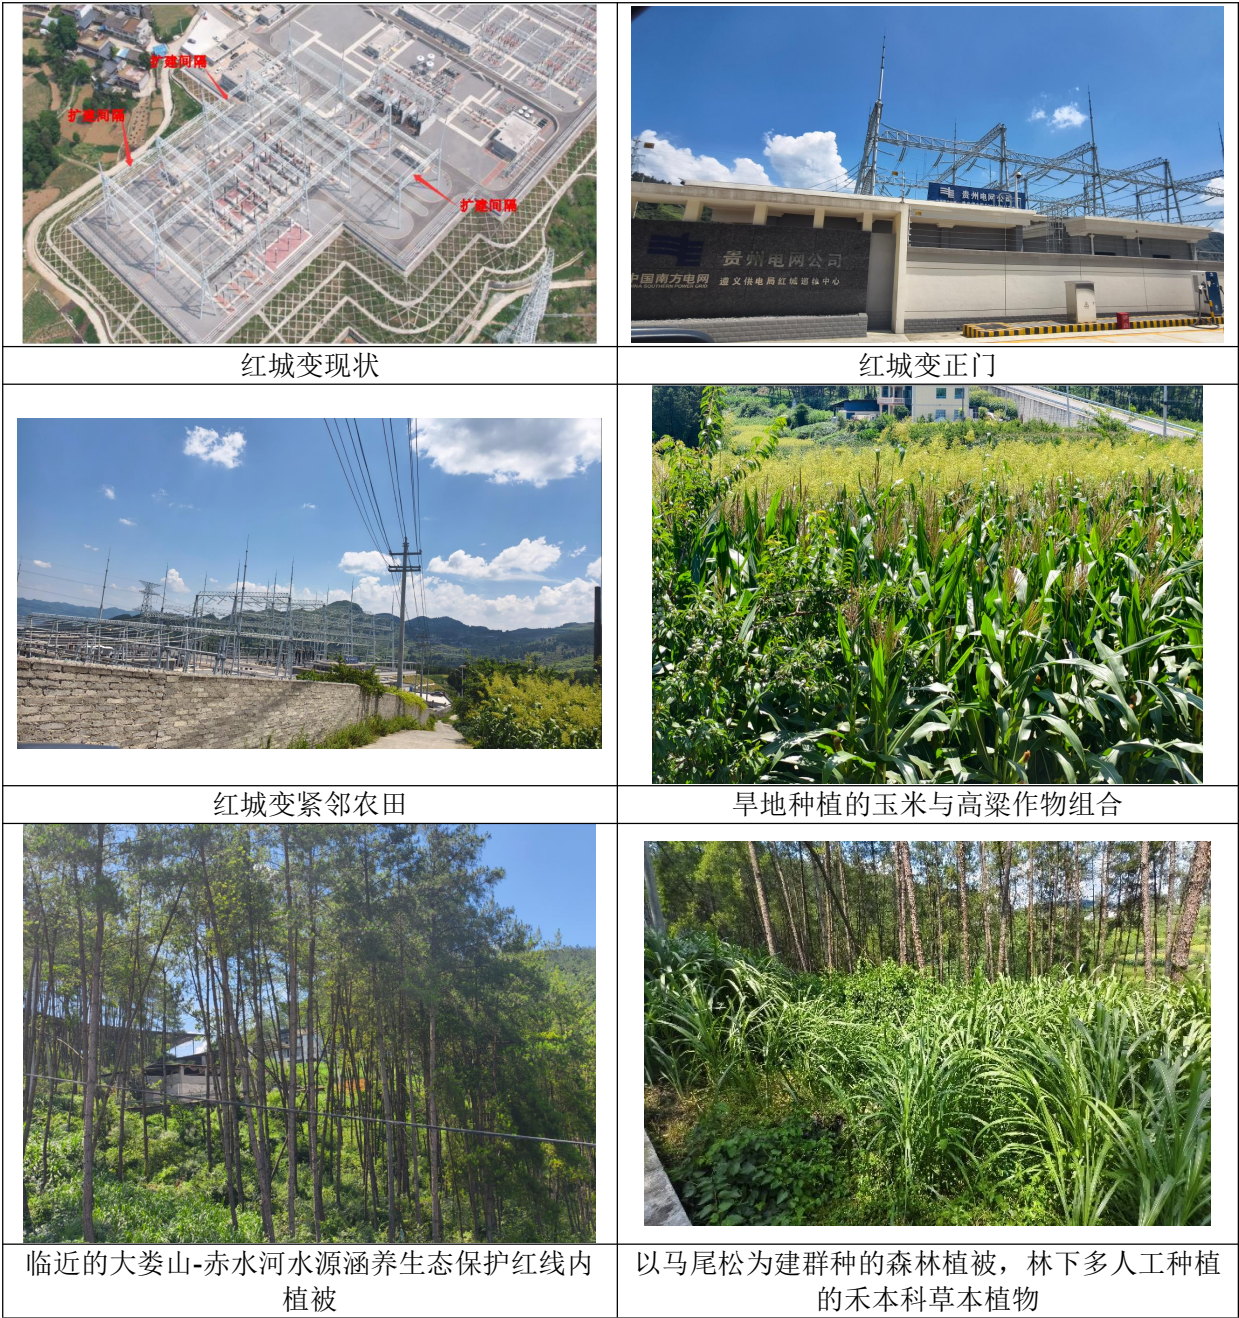 扩建间隔
扩建间隔
扩建间隔
贵州电网公司
贵州电网公司
中国南方电网
CHINA SOUTHERN POWER GRID
遵义供电局红城巡维中心
红城变现状
红城变正门
红城变紧邻农田
旱地种植的玉米与高粱作物组合
临近的大娄山-赤水河水源涵养生态保护红线内
植被
以马尾松为建群种的森林植被，林下多人工种植
的禾本科草本植物